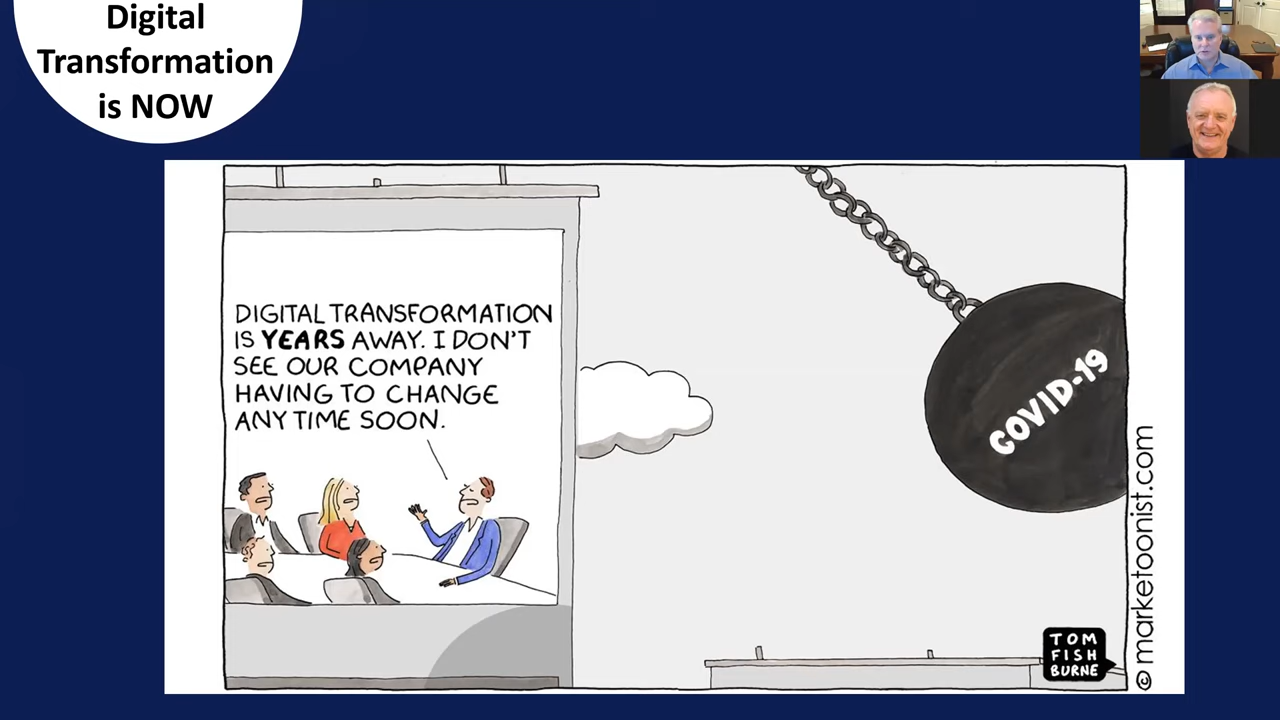 Digital
Transformation
is NOW
DIGITAL TRANSFORMATION
IS YEARS AWAY. I DON'T
SEE OUR COMPANY
HAVING TO CHANGE
ANY TIME SOON.
COVID-19
© marketoonist.com
TOM
FISH
BURNE